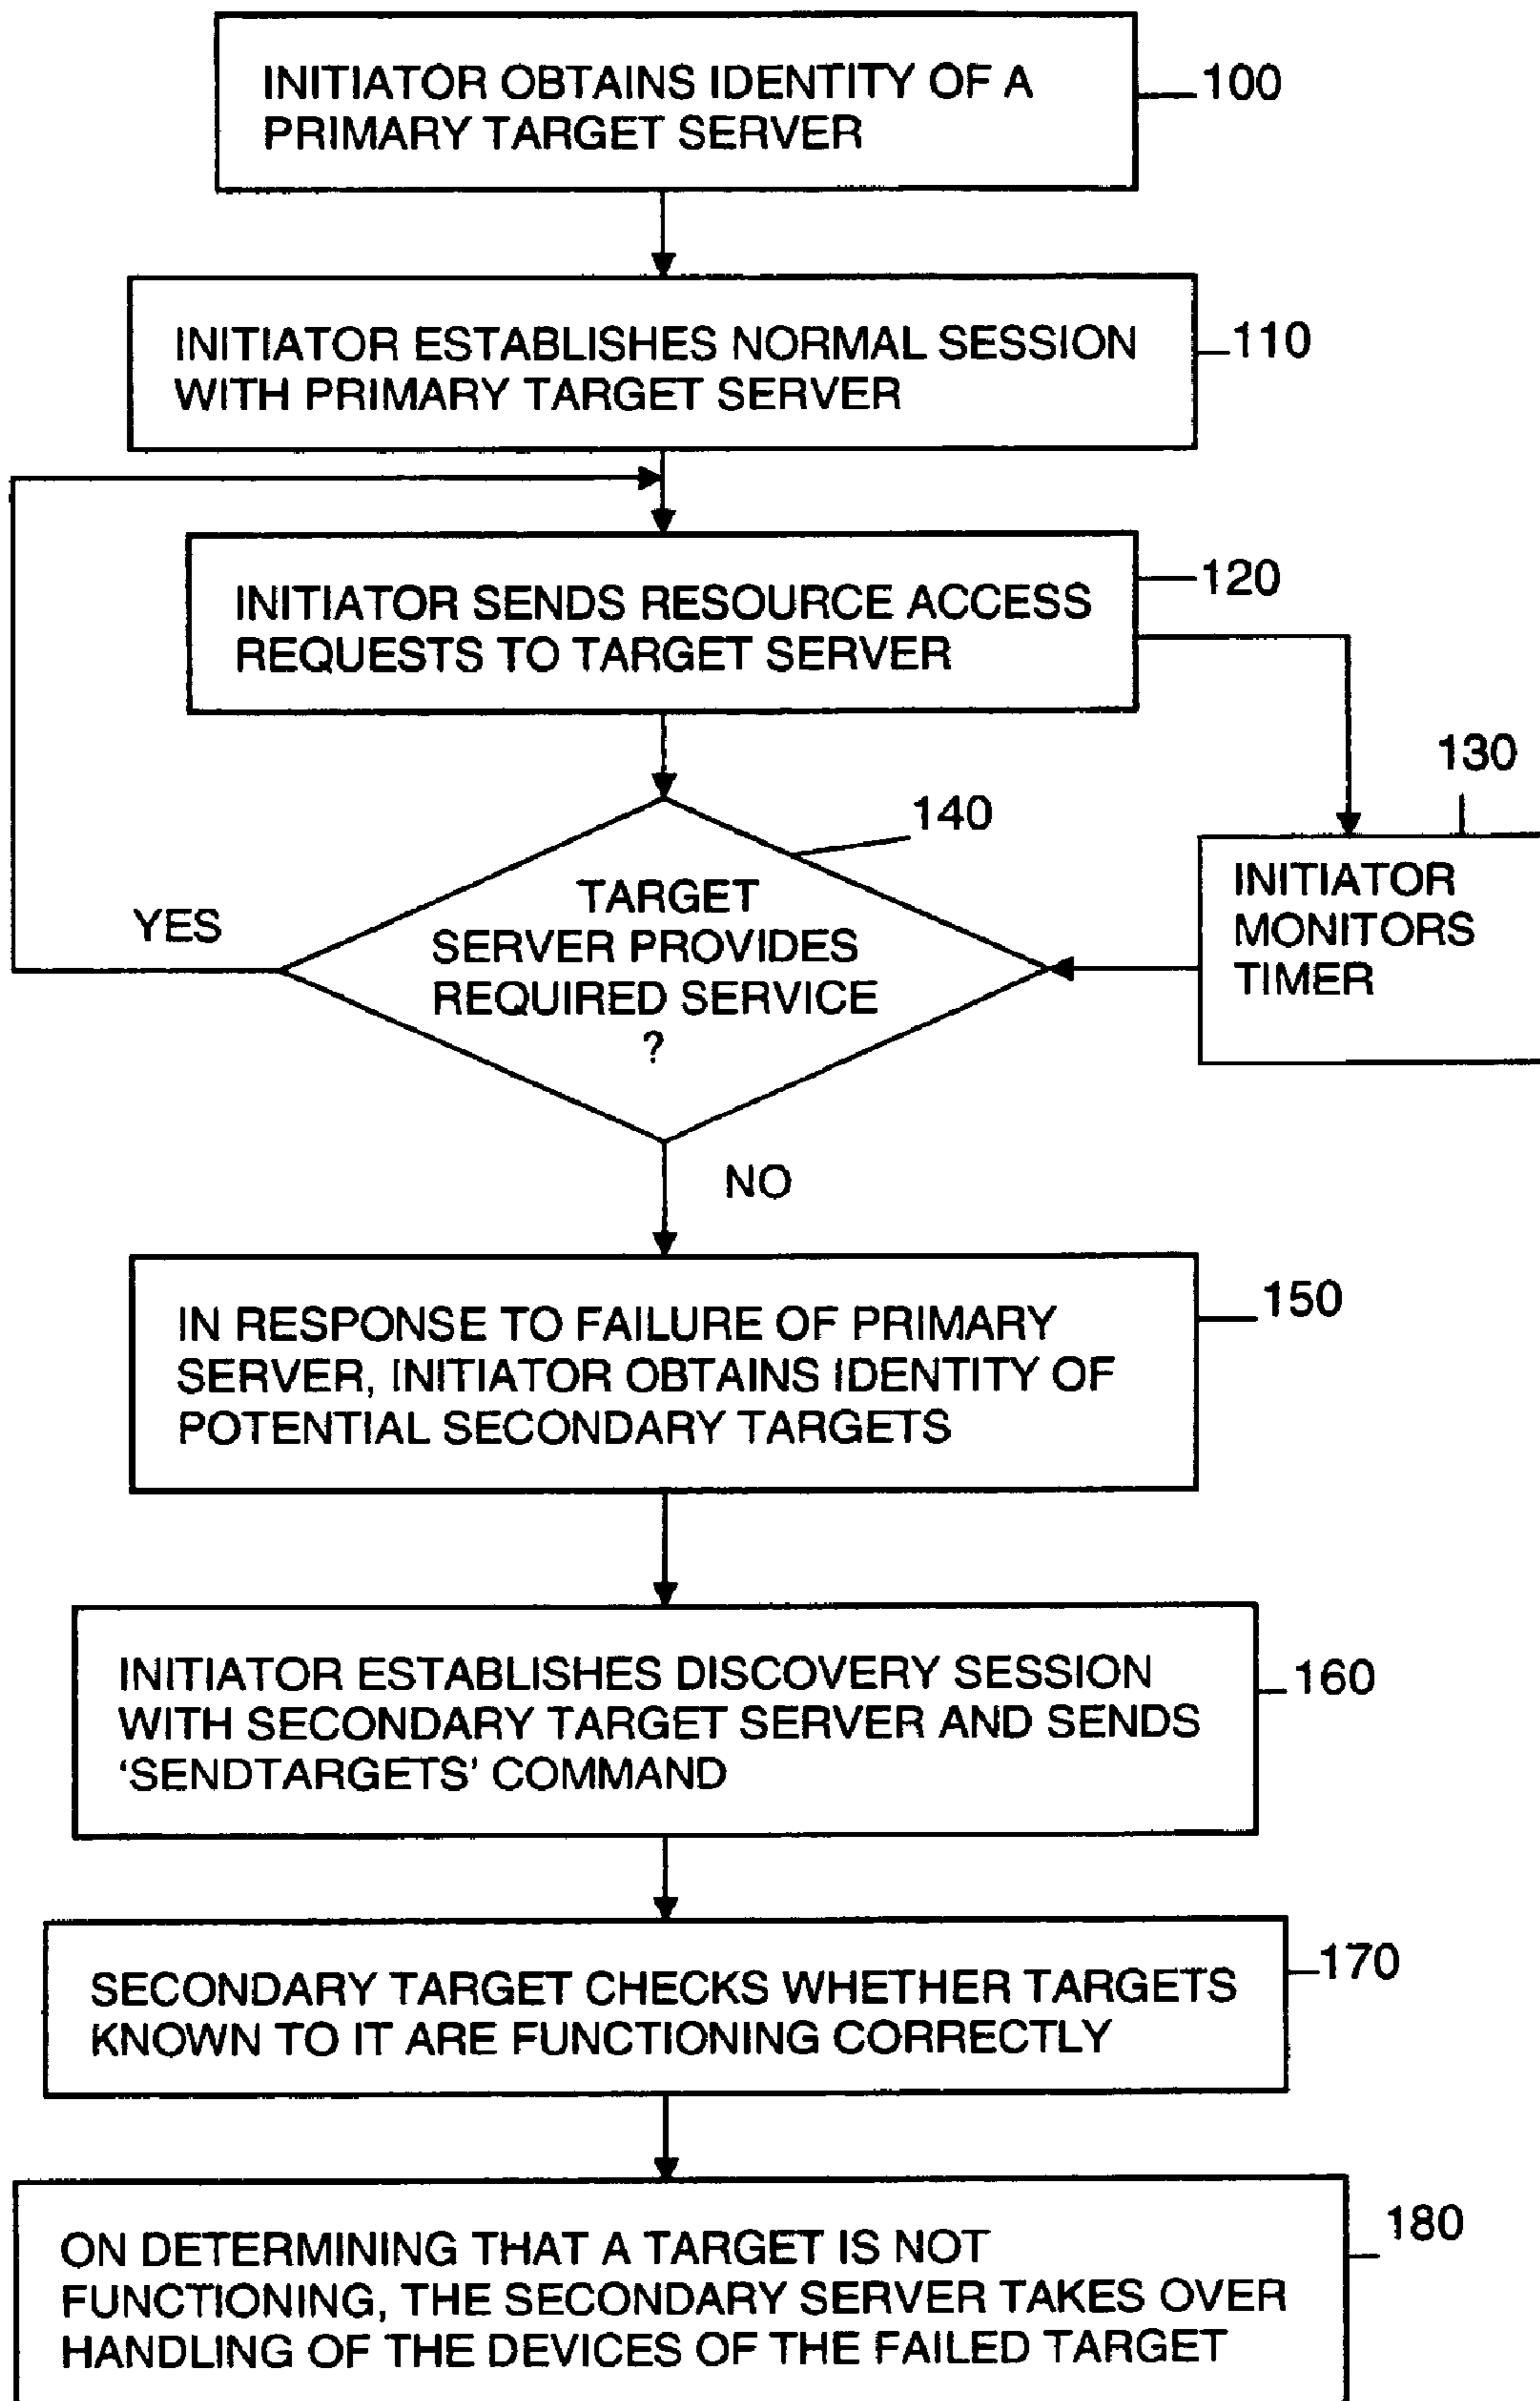 INITIATOR OBTAINS IDENTITY OF A
PRIMARY TARGET SERVER
100
INITIATOR ESTABLISHES NORMAL SESSION
WITH PRIMARY TARGET SERVER
110
INITIATOR SENDS RESOURCE ACCESS
REQUESTS TO TARGET SERVER
120
130
INITIATOR
MONITORS
TIMER
140
TARGET
SERVER PROVIDES
REQUIRED SERVICE
?
YES
NO
IN RESPONSE TO FAILURE OF PRIMARY
SERVER, INITIATOR OBTAINS IDENTITY OF
POTENTIAL SECONDARY TARGETS
150
INITIATOR ESTABLISHES DISCOVERY SESSION
WITH SECONDARY TARGET SERVER AND SENDS
‘SENDTARGETS’ COMMAND
160
SECONDARY TARGET CHECKS WHETHER TARGETS
KNOWN TO IT ARE FUNCTIONING CORRECTLY
170
ON DETERMINING THAT A TARGET IS NOT
FUNCTIONING, THE SECONDARY SERVER TAKES OVER
HANDLING OF THE DEVICES OF THE FAILED TARGET
180